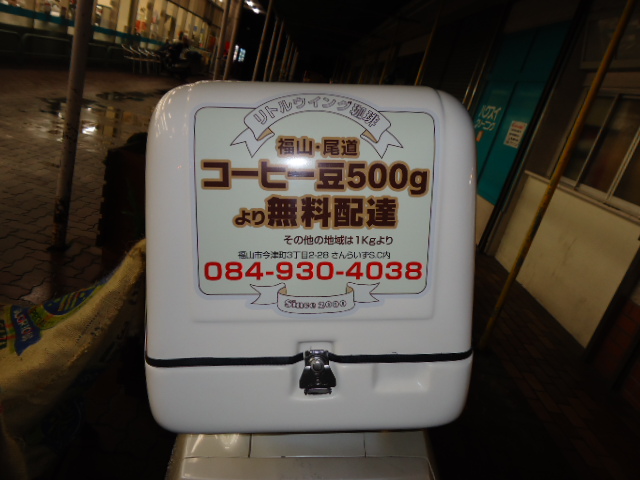 リトルウイング珈琲
福山・尾道
コーヒー豆500g
より無料配達
その他の地域は1Kgより
福山市今津町3丁目2-28 さんらいずS.C内
084-930-4038
Since 2000